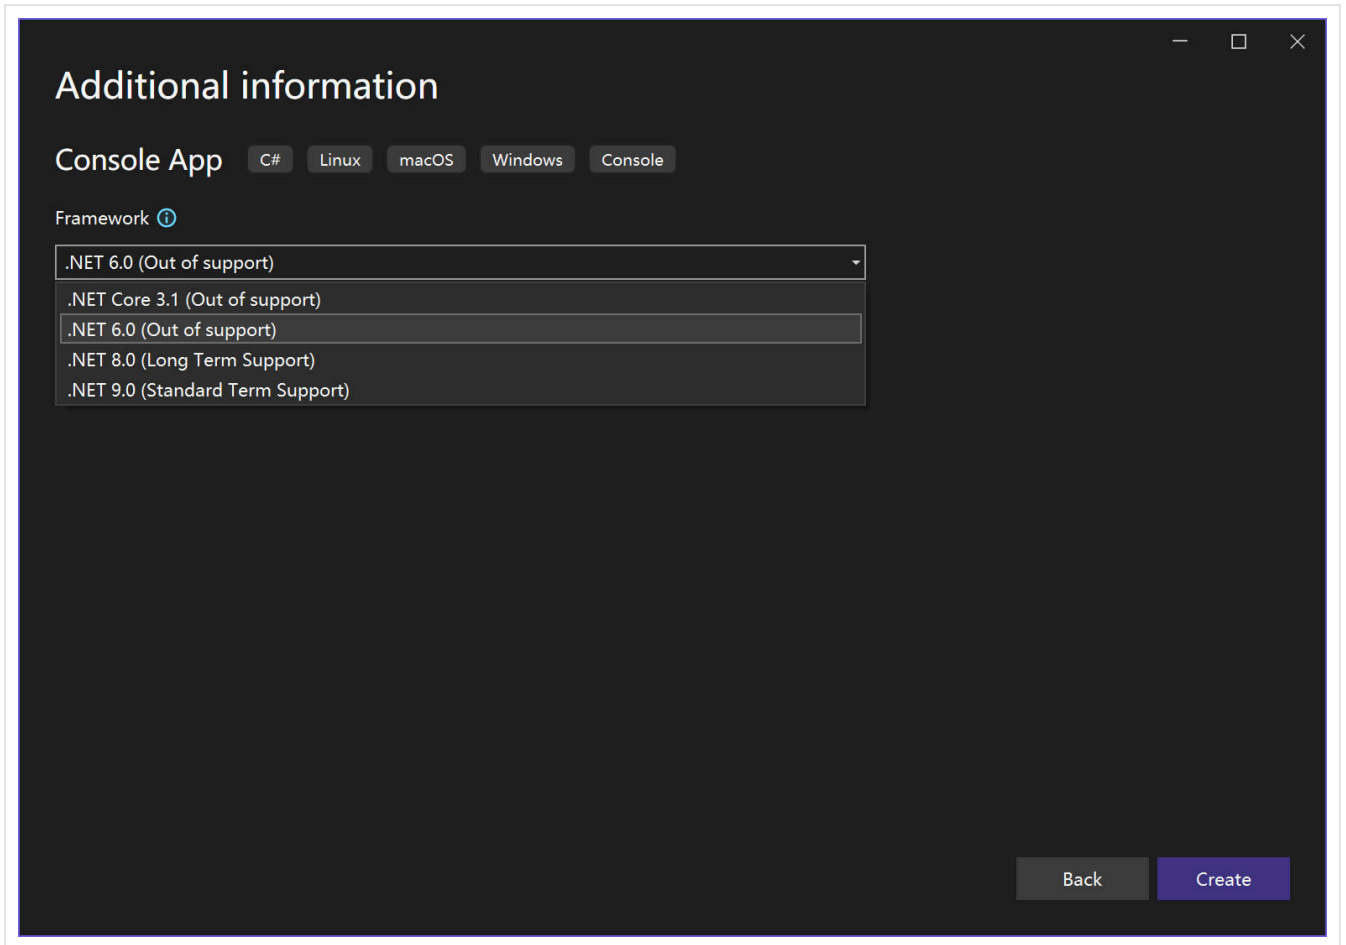 Additional information
Console App C# Linux macOS Windows Console
Framework
.NET 6.0 (Out of support)
.NET Core 3.1 (Out of support)
.NET 6.0 (Out of support)
.NET 8.0 (Long Term Support)
.NET 9.0 (Standard Term Support)
Back Create